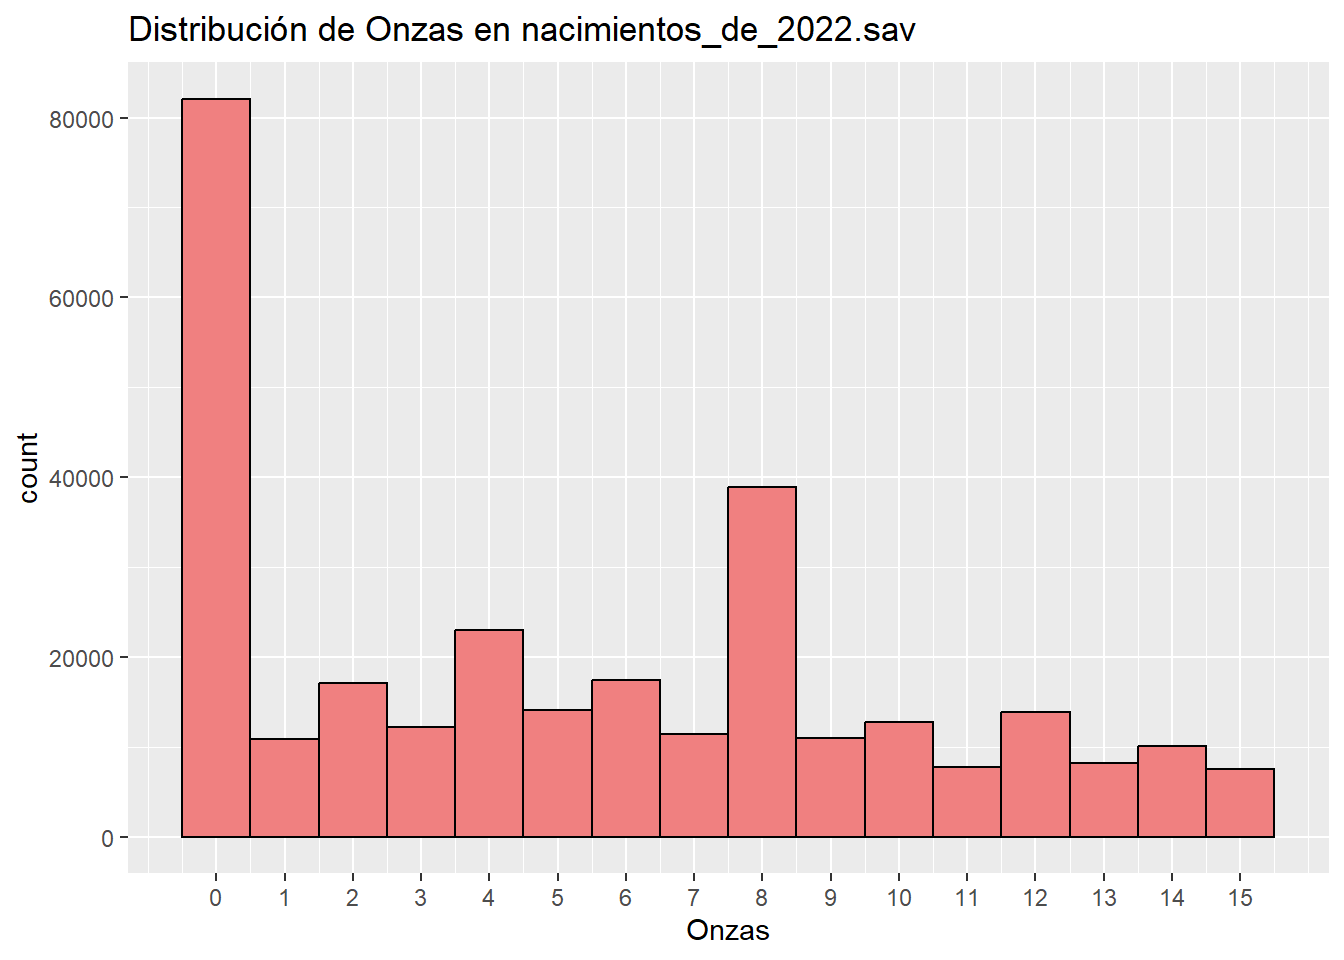 Distribución de Onzas en nacimientos_de_2022.sav
80000
60000
40000
20000
0
count
0 1 2 3 4 5 6 7 8 9 10 11 12 13 14 15
Onzas